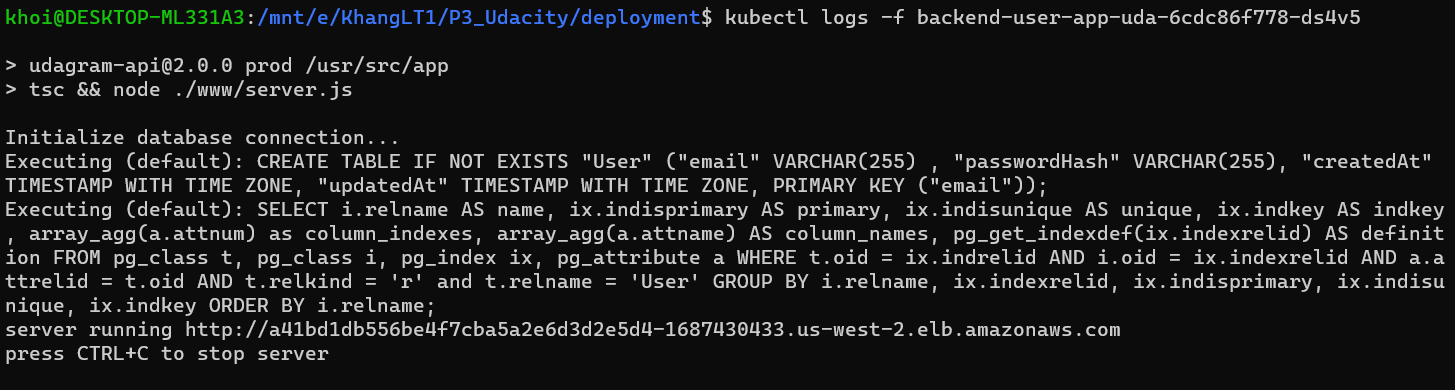 khoi@DESKTOP-ML331A3:/mnt/e/KhangLT1/P3_Udacity/deployment$ kubectl logs -f backend-user-app-uda-6cdc86f778-ds4v5
> udagram-api@2.0.0 prod /usr/src/app
> tsc && node ./www/server.js
Initialize database connection...
Executing (default): CREATE TABLE IF NOT EXISTS "User" ("email" VARCHAR(255) , "passwordHash" VARCHAR(255), "createdAt"
TIMESTAMP WITH TIME ZONE, "updatedAt" TIMESTAMP WITH TIME ZONE, PRIMARY KEY ("email"));
Executing (default): SELECT i.relname AS name, ix.indisprimary AS primary, ix.indisunique AS unique, ix.indkey AS indkey
, array_agg(a.attnum) as column_indexes, array_agg(a.attname) AS column_names, pg_get_indexdef(ix.indexrelid) AS definit
ion FROM pg_class t, pg_class i, pg_index ix, pg_attribute a WHERE t.oid = ix.indrelid AND i.oid = ix.indexrelid AND a.a
ttrelid = t.oid AND t.relkind = 'r' and t.relname = 'User' GROUP BY i.relname, ix.indexrelid, ix.indisprimary, ix.indisu
nique, ix.indkey ORDER BY i.relname;
server running http://a41bd1db556be4f7cba5a2e6d3d2e5d4-1687430433.us-west-2.elb.amazonaws.com
press CTRL+C to stop server